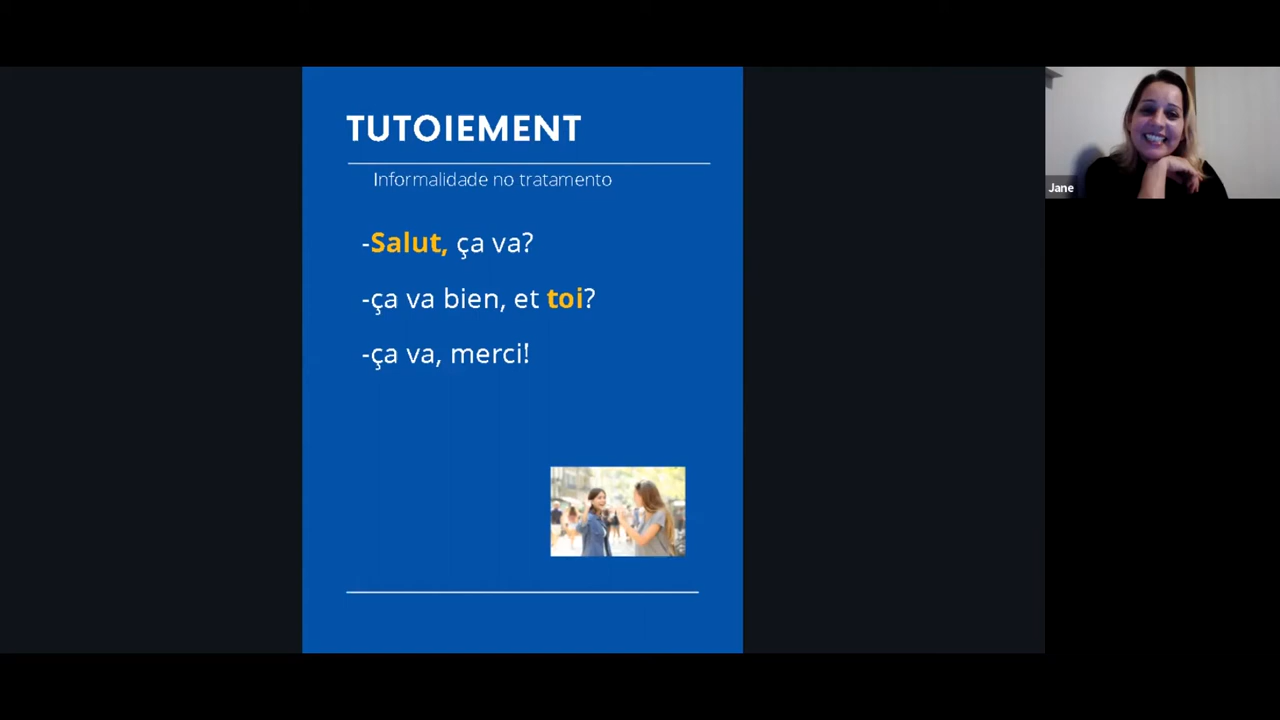 TUTOIEMENT
Informalidade no tratamento
-Salut, ça va?
-ça va bien, et toi?
-ça va, merci!
Jane